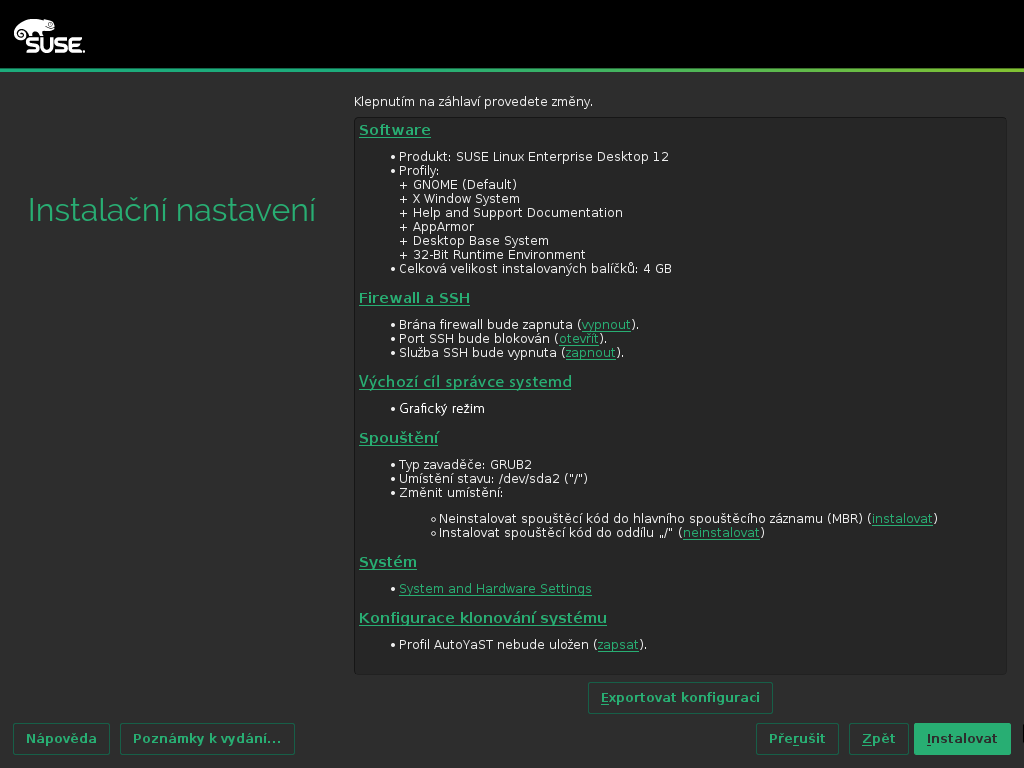 SUSE.
Klepnutím na záhlaví provedete změny.
Instalační nastavení
Software
• Produkt: SUSE Linux Enterprise Desktop 12
• Profily:
+ GNOME (Default)
+ X Window System
+ Help and Support Documentation
+ AppArmor
+ Desktop Base System
+ 32-Bit Runtime Environment
• Celková velikost instalovaných balíčků: 4 GB
Firewall a SSH
• Brána firewall bude zapnuta (vypnout).
• Port SSH bude blokován (otevřít).
• Služba SSH bude vypnuta (zapnout).
Výchozí cíl správce systemd
• Grafický režim
Spouštění
• Typ zavaděče: GRUB2
• Umístění stavu: /dev/sda2 ("/")
• Změnit umístění:
◦ Neinstalovat spouštěcí kód do hlavního spouštěcího záznamu (MBR) (instalovat)
◦ Instalovat spouštěcí kód do oddílu „/" (neinstalovat)
Systém
• System and Hardware Settings
Konfigurace klonování systému
• Profil AutoYaST nebude uložen (zapsat).
Exportovat konfiguraci
Nápověda Poznámky k vydání... Přerušit Zpět Instalovat